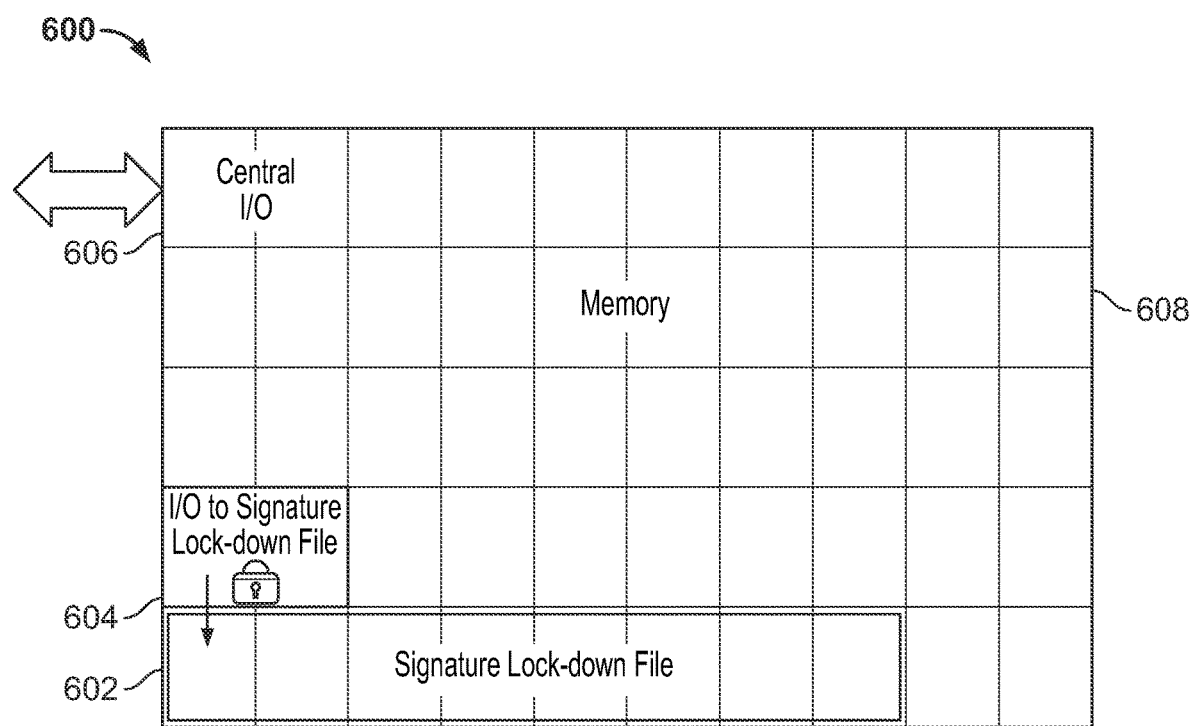 600
Central
I/O
606
Memory
608
I/O to Signature
Lock-down File
604
Signature Lock-down File
602